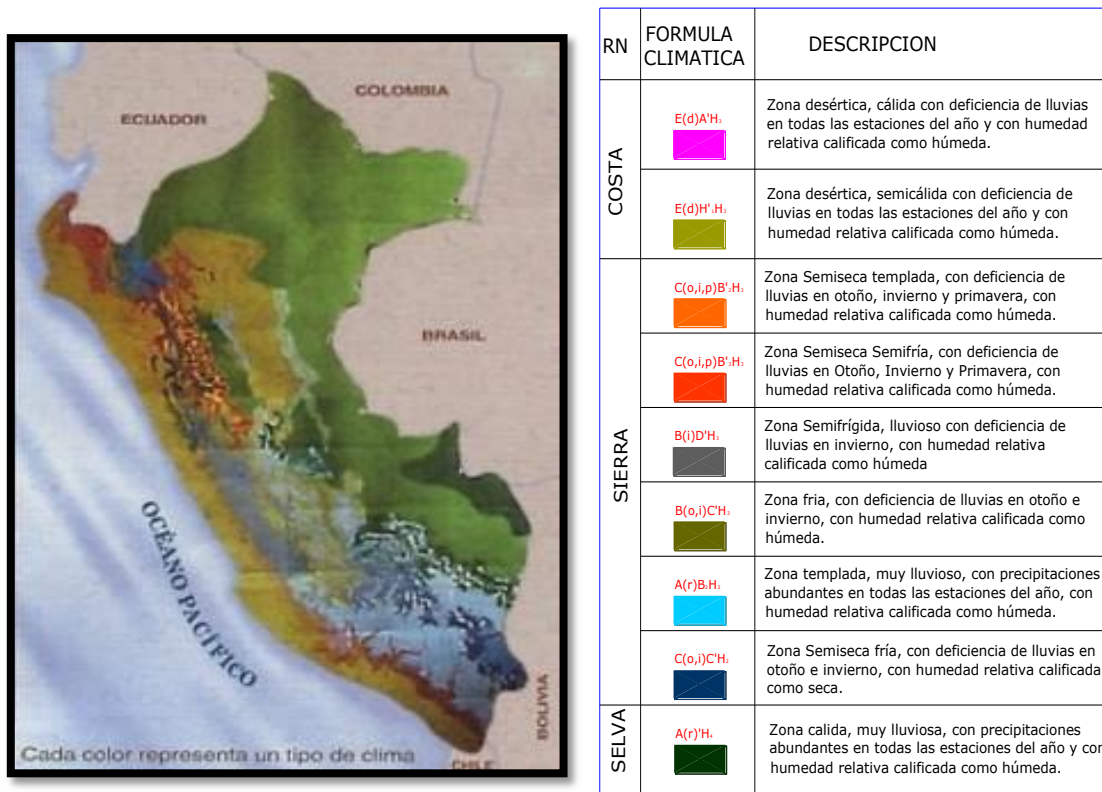 COLOMBIA
ECUADOR
BRASIL
OCÉANO PACÍFICO
BOLIVIA
CHILE
Cada color representa un tipo de clima
RN
FORMULA
CLIMATICA
DESCRIPCION
COSTA
E(d)A'H₃
Zona desértica, cálida con deficiencia de lluvias
en todas las estaciones del año y con humedad
relativa calificada como húmeda.
Zona desértica, semicálida con deficiencia de
lluvias en todas las estaciones del año y con
humedad relativa calificada como húmeda.
SIERRA
Zona Semiseca templada, con deficiencia de
lluvias en otoño, invierno y primavera, con
humedad relativa calificada como húmeda.
Zona Semiseca Semifría, con deficiencia de
lluvias en Otoño, Invierno y Primavera, con
humedad relativa calificada como húmeda.
B(i)D'H₃
Zona Semifrígida, lluvioso con deficiencia de
lluvias en invierno, con humedad relativa
calificada como húmeda
B(o,i)C'H₃
Zona fria, con deficiencia de lluvias en otoño e
invierno, con humedad relativa calificada como
húmeda.
Zona templada, muy lluvioso, con precipitaciones
abundantes en todas las estaciones del año, con
humedad relativa calificada como húmeda.
C(o,i)C'H₂
Zona Semiseca fría, con deficiencia de lluvias en
otoño e invierno, con humedad relativa calificada
como seca.
SELVA
A(r)'H₄
Zona calida, muy lluviosa, con precipitaciones
abundantes en todas las estaciones del año y con
humedad relativa calificada como húmeda.